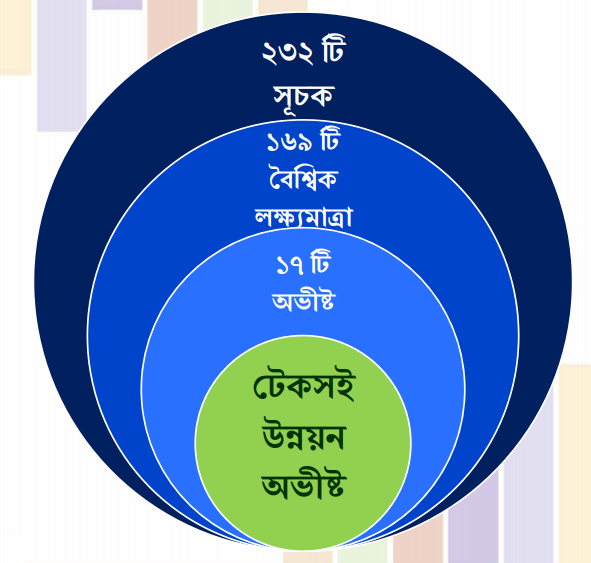 ২৩২ টি
সূচক
১৬৯ টি
বৈশ্বিক
লক্ষ্যমাত্রা
১৭ টি
অভীষ্ট
টেকসই
উন্নয়ন
অভীষ্ট